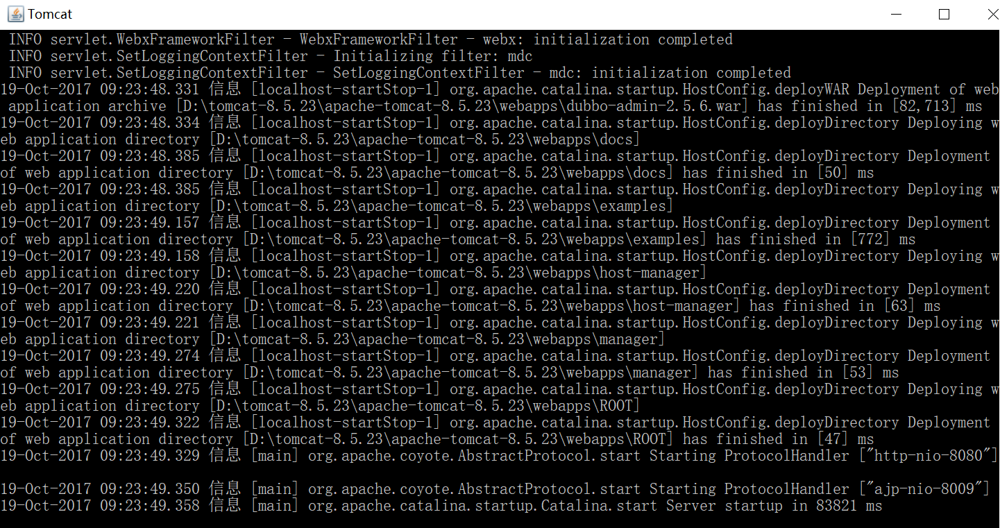 Tomcat
INFO servlet.WebxFrameworkFilter - WebxFrameworkFilter - webx: initialization completed
INFO servlet.SetLoggingContextFilter - Initializing filter: mdc
INFO servlet.SetLoggingContextFilter - SetLoggingContextFilter - mdc: initialization completed
19-Oct-2017 09:23:48.331 信息 [localhost-startStop-1] org.apache.catalina.startup.HostConfig.deployWAR Deployment of web
application archive [D:\tomcat-8.5.23\apache-tomcat-8.5.23\webapps\dubbo-admin-2.5.6.war] has finished in [82,713] ms
19-Oct-2017 09:23:48.334 信息 [localhost-startStop-1] org.apache.catalina.startup.HostConfig.deployDirectory Deploying w
eb application directory [D:\tomcat-8.5.23\apache-tomcat-8.5.23\webapps\docs]
19-Oct-2017 09:23:48.385 信息 [localhost-startStop-1] org.apache.catalina.startup.HostConfig.deployDirectory Deployment
of web application directory [D:\tomcat-8.5.23\apache-tomcat-8.5.23\webapps\docs] has finished in [50] ms
19-Oct-2017 09:23:48.385 信息 [localhost-startStop-1] org.apache.catalina.startup.HostConfig.deployDirectory Deploying w
eb application directory [D:\tomcat-8.5.23\apache-tomcat-8.5.23\webapps\examples]
19-Oct-2017 09:23:49.157 信息 [localhost-startStop-1] org.apache.catalina.startup.HostConfig.deployDirectory Deployment
of web application directory [D:\tomcat-8.5.23\apache-tomcat-8.5.23\webapps\examples] has finished in [772] ms
19-Oct-2017 09:23:49.158 信息 [localhost-startStop-1] org.apache.catalina.startup.HostConfig.deployDirectory Deploying w
eb application directory [D:\tomcat-8.5.23\apache-tomcat-8.5.23\webapps\host-manager]
19-Oct-2017 09:23:49.220 信息 [localhost-startStop-1] org.apache.catalina.startup.HostConfig.deployDirectory Deployment
of web application directory [D:\tomcat-8.5.23\apache-tomcat-8.5.23\webapps\host-manager] has finished in [63] ms
19-Oct-2017 09:23:49.221 信息 [localhost-startStop-1] org.apache.catalina.startup.HostConfig.deployDirectory Deploying w
eb application directory [D:\tomcat-8.5.23\apache-tomcat-8.5.23\webapps\manager]
19-Oct-2017 09:23:49.274 信息 [localhost-startStop-1] org.apache.catalina.startup.HostConfig.deployDirectory Deployment
of web application directory [D:\tomcat-8.5.23\apache-tomcat-8.5.23\webapps\manager] has finished in [53] ms
19-Oct-2017 09:23:49.275 信息 [localhost-startStop-1] org.apache.catalina.startup.HostConfig.deployDirectory Deploying w
eb application directory [D:\tomcat-8.5.23\apache-tomcat-8.5.23\webapps\ROOT]
19-Oct-2017 09:23:49.322 信息 [localhost-startStop-1] org.apache.catalina.startup.HostConfig.deployDirectory Deployment
of web application directory [D:\tomcat-8.5.23\apache-tomcat-8.5.23\webapps\ROOT] has finished in [47] ms
19-Oct-2017 09:23:49.329 信息 [main] org.apache.coyote.AbstractProtocol.start Starting ProtocolHandler ["http-nio-8080"]
19-Oct-2017 09:23:49.350 信息 [main] org.apache.coyote.AbstractProtocol.start Starting ProtocolHandler ["ajp-nio-8009"]
19-Oct-2017 09:23:49.358 信息 [main] org.apache.catalina.startup.Catalina.start Server startup in 83821 ms